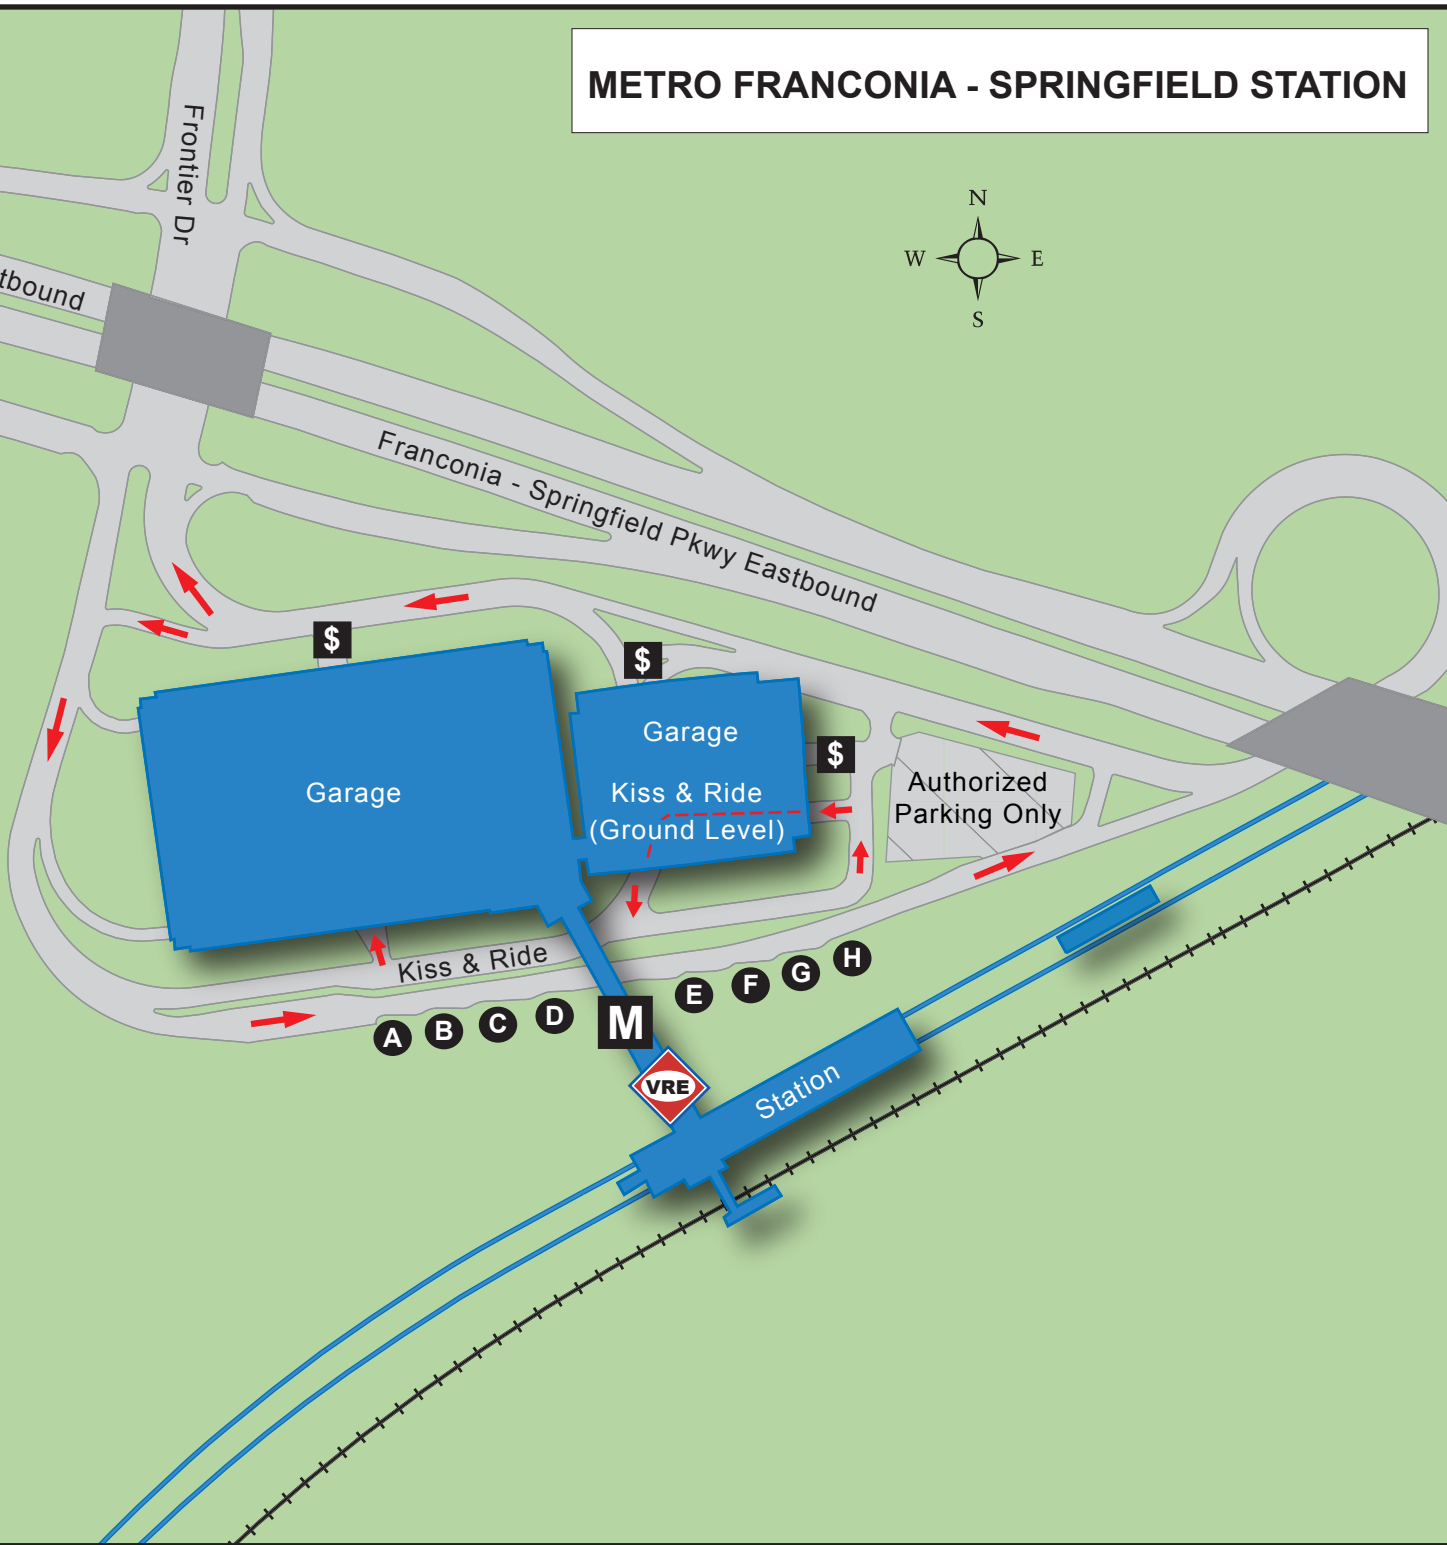 METRO FRANCONIA - SPRINGFIELD STATION
Frontier Dr
N
W
E
S
tbound
Franconia - Springfield Pkwy Eastbound
$
$
$
Garage
Garage
Kiss & Ride
(Ground Level)
Authorized
Parking Only
Kiss & Ride
A
B
C
D
M
E
F
G
H
VRE
Station